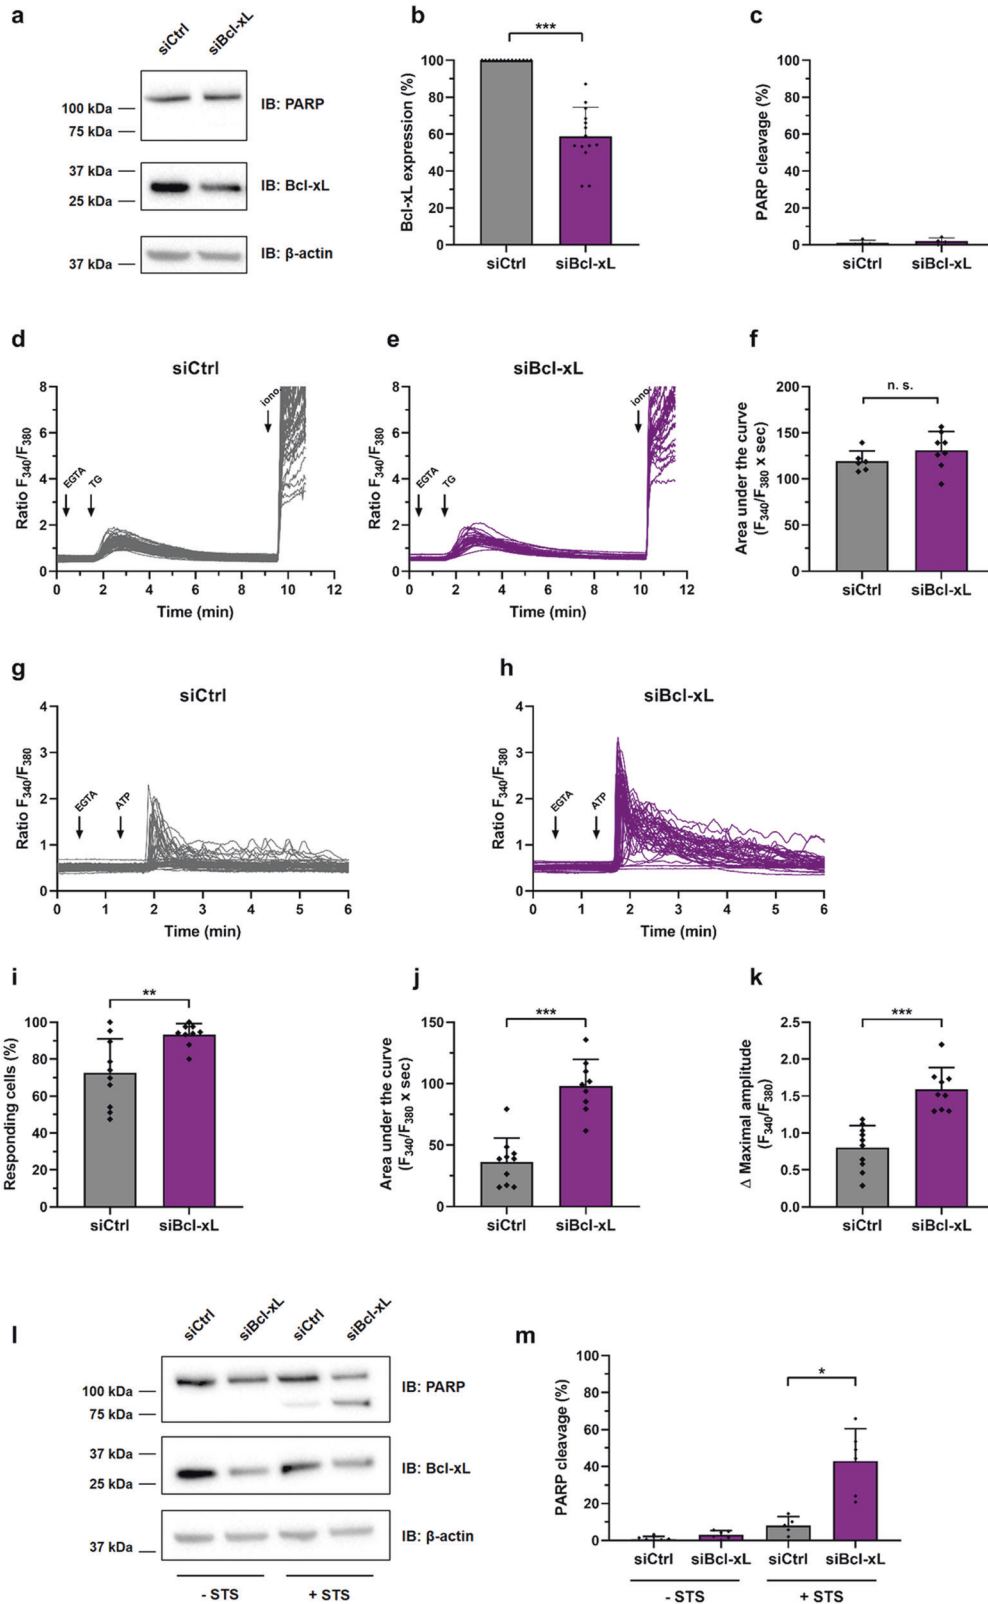 a
siCtrl
siBcl-xL
100 kDa
75 kDa
IB: PARP
37 kDa
25 kDa
IB: Bcl-xL
37 kDa
IB: β-actin
b
***
Bcl-xL expression (%)
100
80
60
40
20
0
siCtrl siBcl-xL
c
PARP cleavage (%)
100
80
60
40
20
0
siCtrl siBcl-xL
d
siCtrl
Ratio F340/F380
8
6
4
2
0
EGTA
TG
iono.
0 2 4 6 8 10 12 14
Time (min)
e
siBcl-xL
Ratio F340/F380
8
6
4
2
0
EGTA
TG
iono.
0 2 4 6 8 10 12
Time (min)
f
n. s.
Area under the curve
(F340/F380 x sec)
200
150
100
50
0
siCtrl siBcl-xL
g
siCtrl
Ratio F340/F380
4
3
2
1
0
EGTA
ATP
0 1 2 3 4 5 6
Time (min)
h
siBcl-xL
Ratio F340/F380
4
3
2
1
0
EGTA
ATP
0 1 2 3 4 5 6
Time (min)
i
**
Responding cells (%)
100
80
60
40
20
0
siCtrl siBcl-xL
j
***
Area under the curve
(F340/F380 x sec)
150
100
50
0
siCtrl siBcl-xL
k
***
Δ Maximal amplitude
(F340/F380)
2.5
2.0
1.5
1.0
0.5
0.0
siCtrl siBcl-xL
l
siCtrl
siBcl-xL
siCtrl
siBcl-xL
100 kDa
75 kDa
IB: PARP
37 kDa
25 kDa
IB: Bcl-xL
37 kDa
IB: β-actin
- STS + STS
m
*
PARP cleavage (%)
100
80
60
40
20
0
siCtrl siBcl-xL siCtrl siBcl-xL
- STS + STS